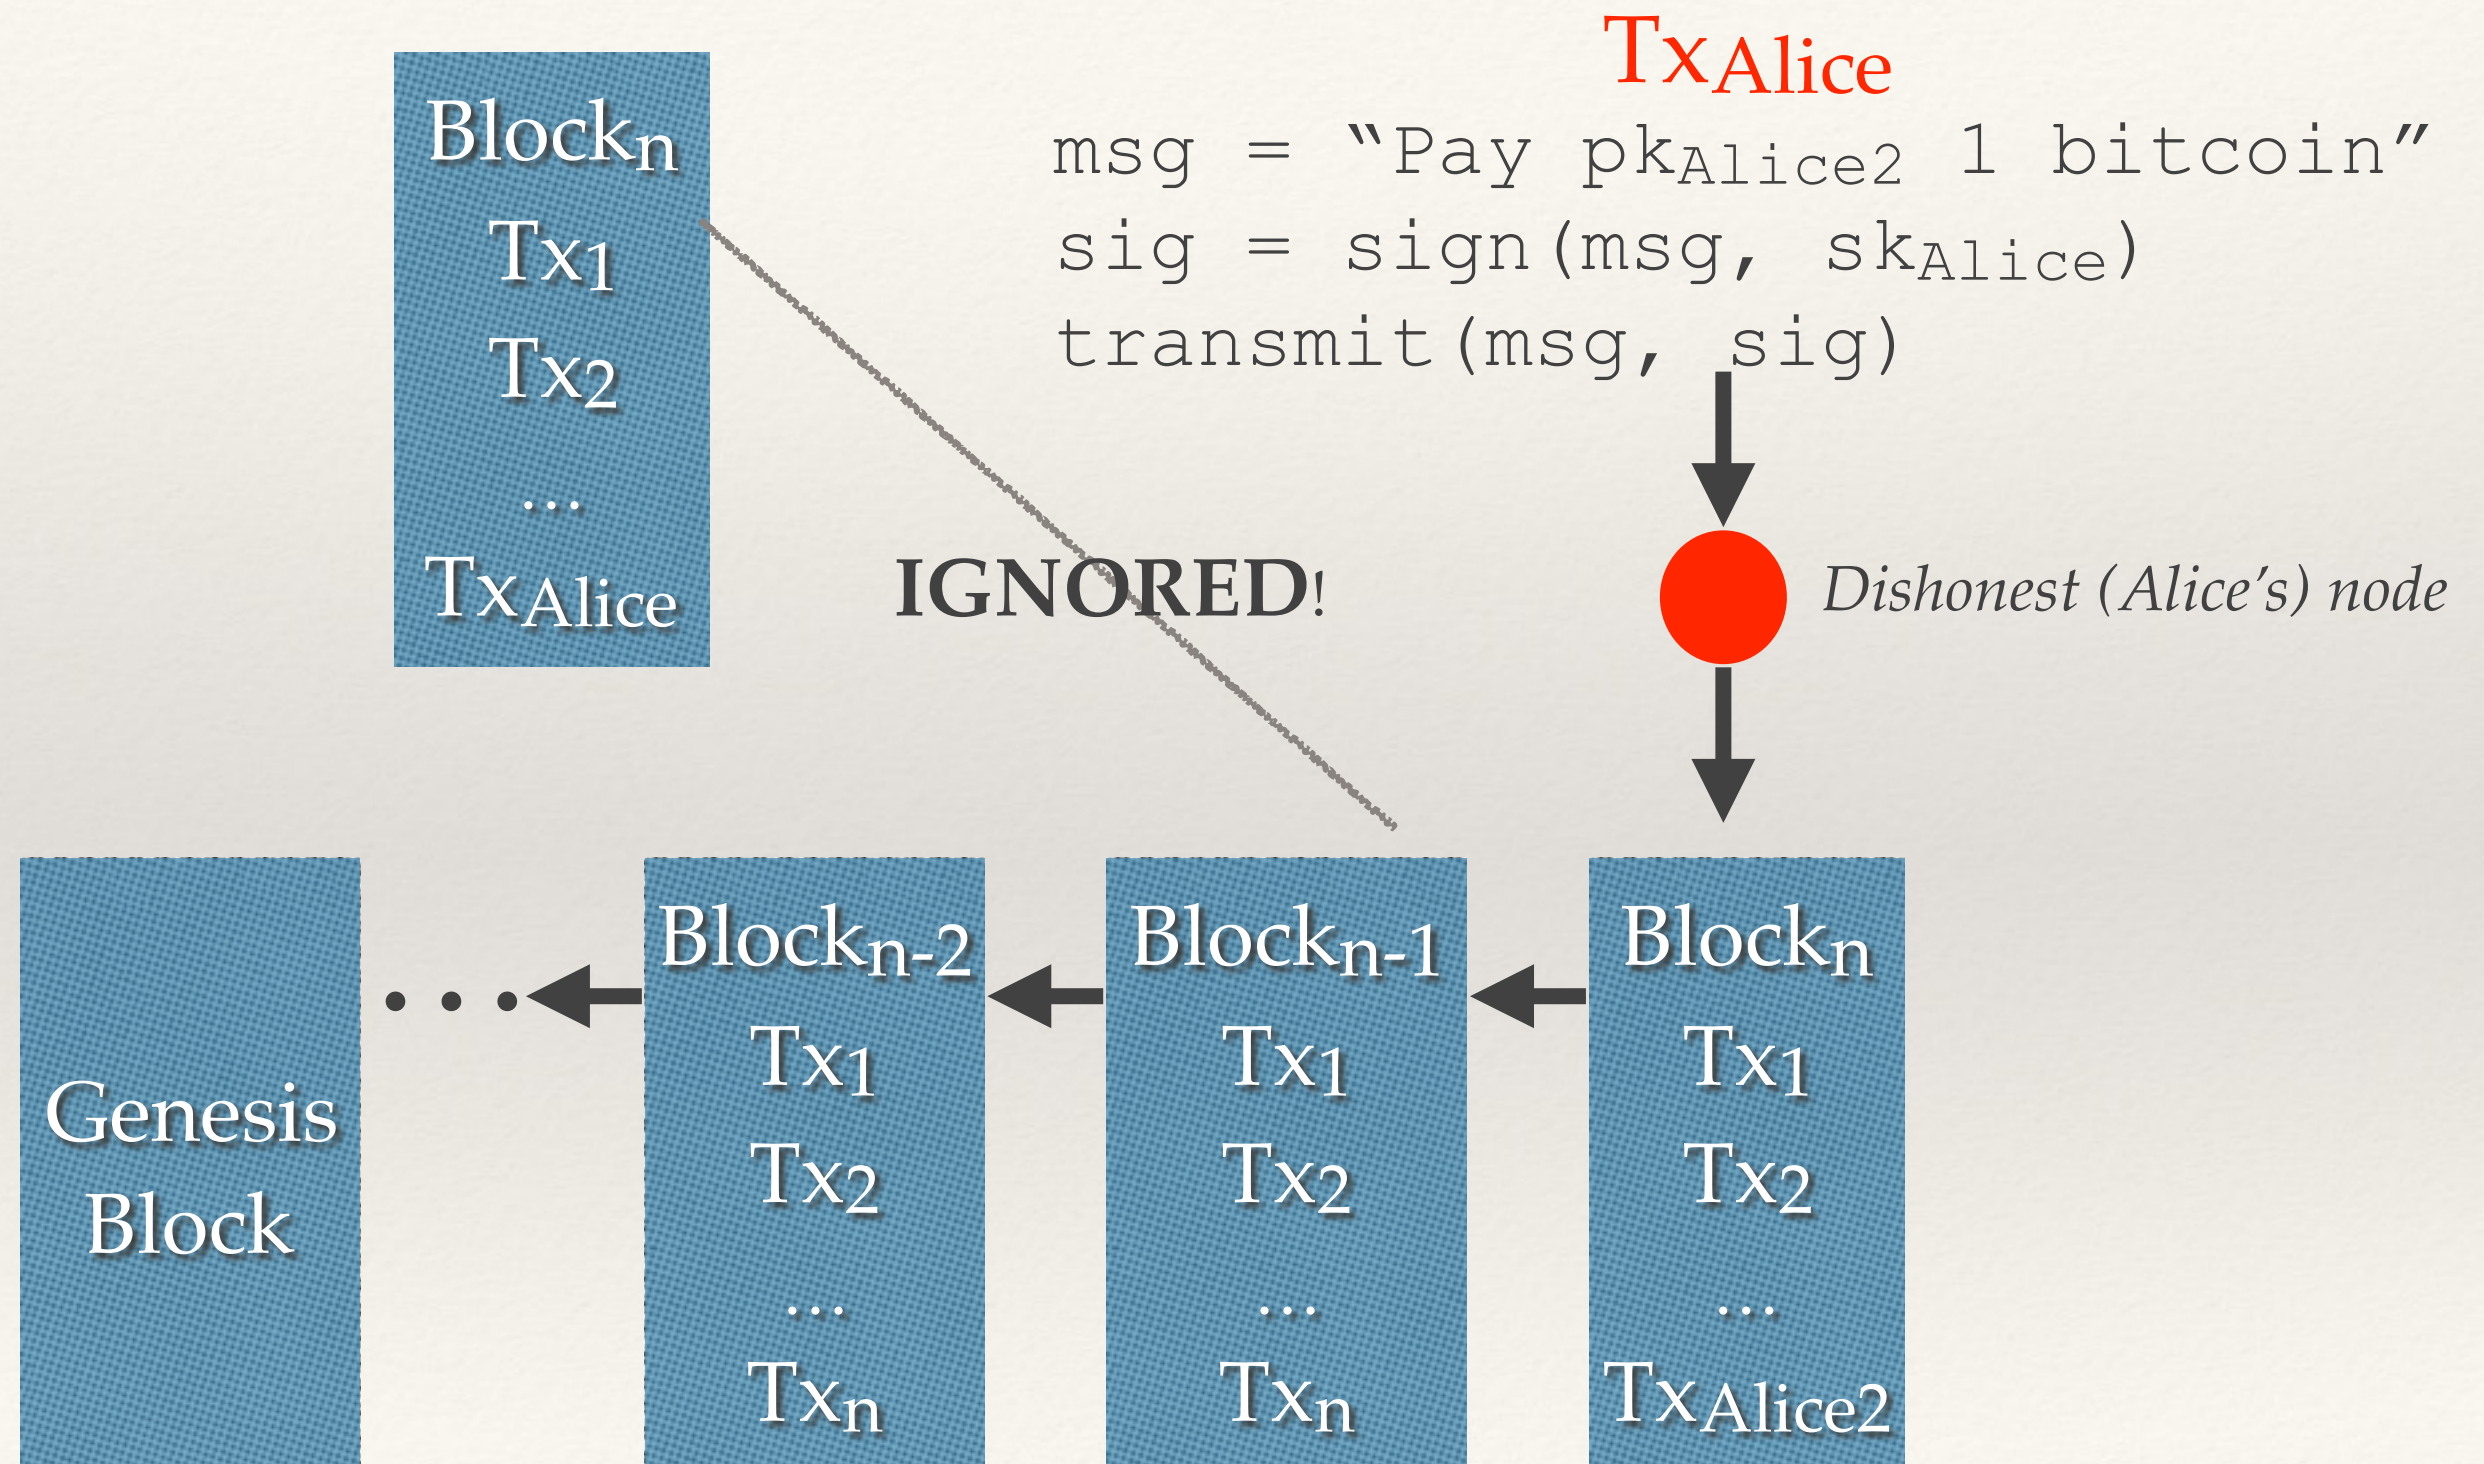 Blockn
Tx1
Tx2
...
TxAlice
TxAlice
msg = “Pay pkAlice2 1 bitcoin”
sig = sign(msg, skAlice)
transmit(msg, sig)
IGNORED!
Dishonest (Alice’s) node
Genesis
Block
...
Blockn-2
Tx1
Tx2
...
Txn
Blockn-1
Tx1
Tx2
...
Txn
Blockn
Tx1
Tx2
...
TxAlice2